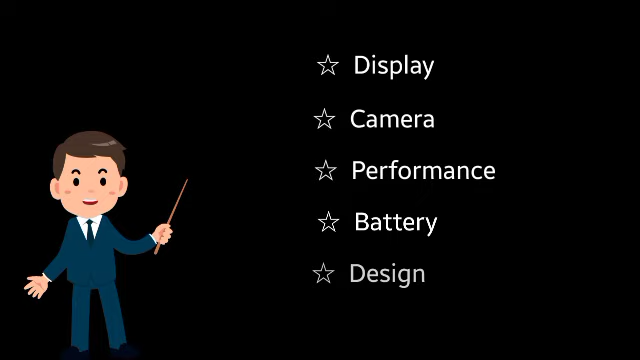 ☆ Display
☆ Camera
☆ Performance
☆ Battery
☆ Design